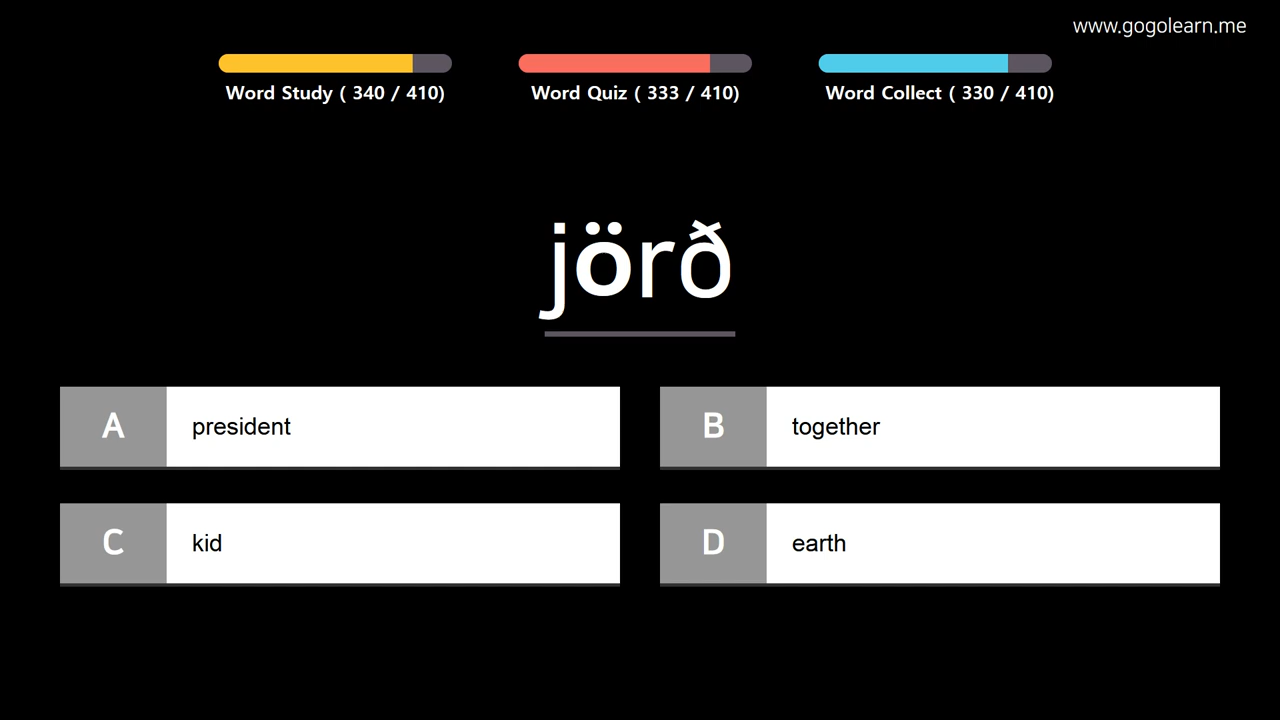 www.gogolearn.me
Word Study ( 340 / 410)
Word Quiz ( 333 / 410)
Word Collect ( 330 / 410)
jörð
A president
B together
C kid
D earth